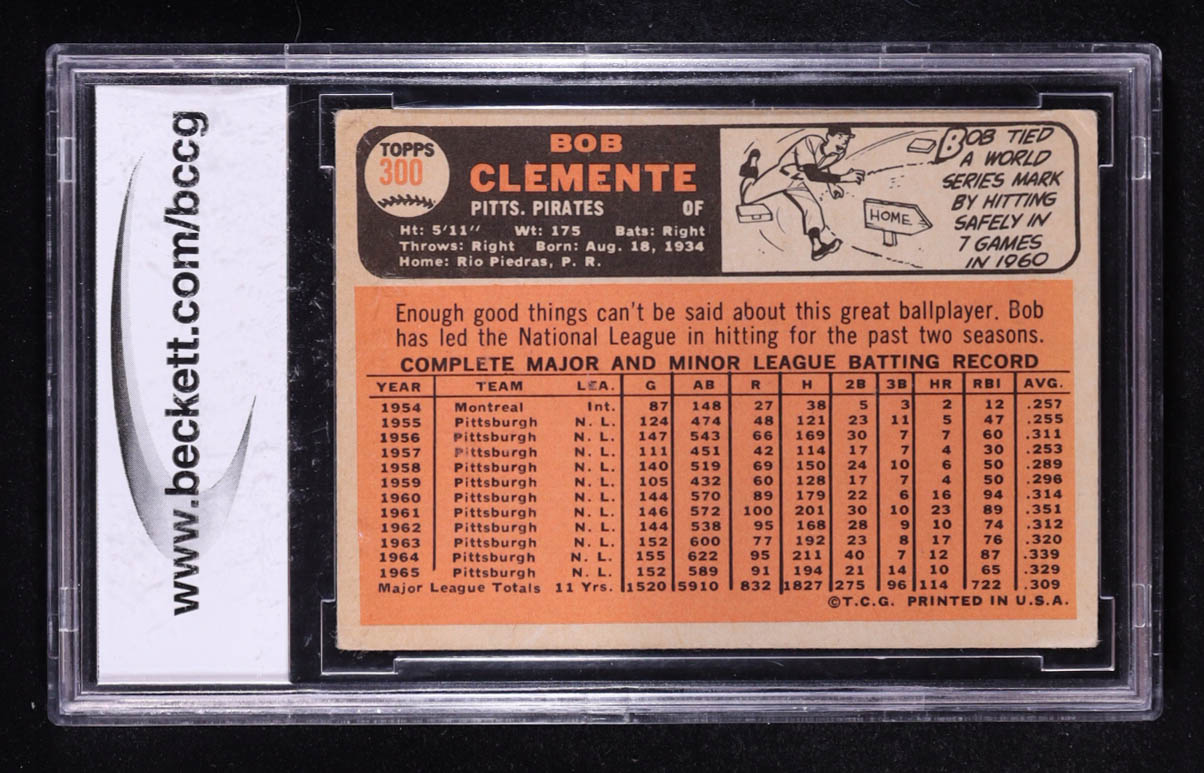 www.beckett.com/bccg
TOPPS
300
BOB
CLEMENTE
PITTS. PIRATES OF
Ht: 5'11" Wt: 175 Bats: Right
Throws: Right Born: Aug. 18, 1934
Home: Rio Piedras, P. R.
HOME
BOB TIED
A WORLD
SERIES MARK
BY HITTING
SAFELY IN
7 GAMES
IN 1960
Enough good things can't be said about this great ballplayer. Bob
has led the National League in hitting for the past two seasons.
COMPLETE MAJOR AND MINOR LEAGUE BATTING RECORD
YEAR TEAM LEA. G AB R H 2B 3B HR RBI AVG.
1954 Montreal Int. 87 148 27 38 5 3 2 12 .257
1955 Pittsburgh N. L. 124 474 48 121 23 11 5 47 .255
1956 Pittsburgh N. L. 147 543 66 169 30 7 7 60 .311
1957 Pittsburgh N. L. 111 451 42 114 17 7 4 30 .253
1958 Pittsburgh N. L. 140 519 69 150 24 10 6 50 .289
1959 Pittsburgh N. L. 105 432 60 128 17 7 4 50 .296
1960 Pittsburgh N. L. 144 570 89 179 22 6 16 94 .314
1961 Pittsburgh N. L. 146 572 100 201 30 10 23 89 .351
1962 Pittsburgh N. L. 144 538 95 168 28 9 10 74 .312
1963 Pittsburgh N. L. 152 600 77 192 23 8 17 76 .320
1964 Pittsburgh N. L. 155 622 95 211 40 7 12 87 .339
1965 Pittsburgh N. L. 152 589 91 194 21 14 10 65 .329
Major League Totals 11 Yrs. 1520 5910 832 1827 275 96 114 722 .309
©T.C.G. PRINTED IN U.S.A.